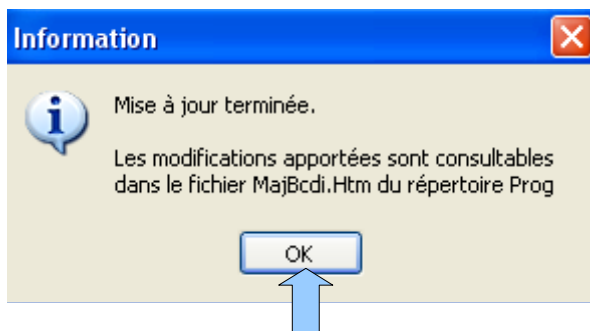 Information
Mise à jour terminée.
Les modifications apportées sont consultables
dans le fichier MajBcdi.Htm du répertoire Prog
OK